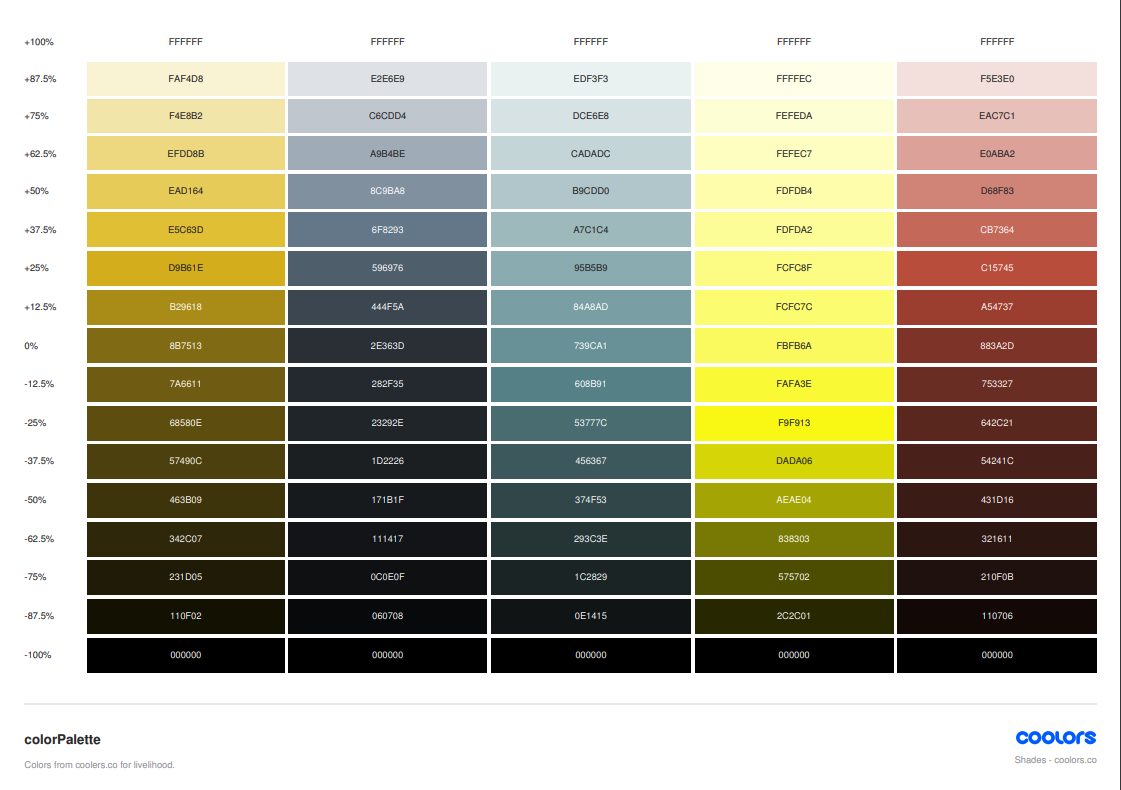 +100% FFFFFF FFFFFF FFFFFF FFFFFF FFFFFF
+87.5% FAF4D8 E2E6E9 EDF3F3 FFFFEC F5E3E0
+75% F4E8B2 C6CDD4 DCE6E8 FEFEDA EAC7C1
+62.5% EFDD8B A9B4BE CADADC FEFEC7 E0ABA2
+50% EAD164 8C9BA8 B9CDD0 FDFDB4 D68F83
+37.5% E5C63D 6F8293 A7C1C4 FDFDA2 CB7364
+25% D9B61E 596976 95B5B9 FCFC8F C15745
+12.5% B29618 444F5A 84A8AD FCFC7C A54737
0% 8B7513 2E363D 739CA1 FBFB6A 883A2D
-12.5% 7A6611 282F35 608B91 FAFA3E 753327
-25% 68580E 23292E 53777C F9F913 642C21
-37.5% 57490C 1D2226 456367 DADA06 54241C
-50% 463B09 171B1F 374F53 AEAE04 431D16
-62.5% 342C07 111417 293C3E 838303 321611
-75% 231D05 0C0E0F 1C2829 575702 210F0B
-87.5% 110F02 060708 0E1415 2C2C01 110706
-100% 000000 000000 000000 000000 000000
colorPalette
Colors from coolers.co for livelihood.
coolors
Shades - coolors.co